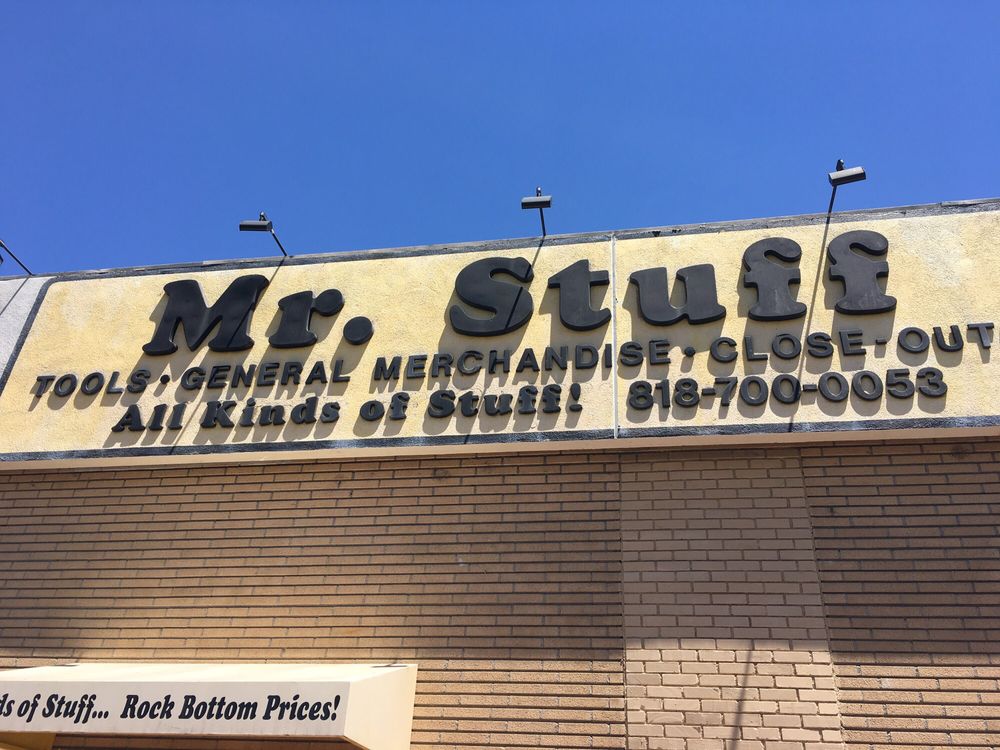 Mr. Stuff
TOOLS • GENERAL MERCHANDISE • CLOSE-OUT
All Kinds of Stuff! 818-700-0053
of Stuff... Rock Bottom Prices!